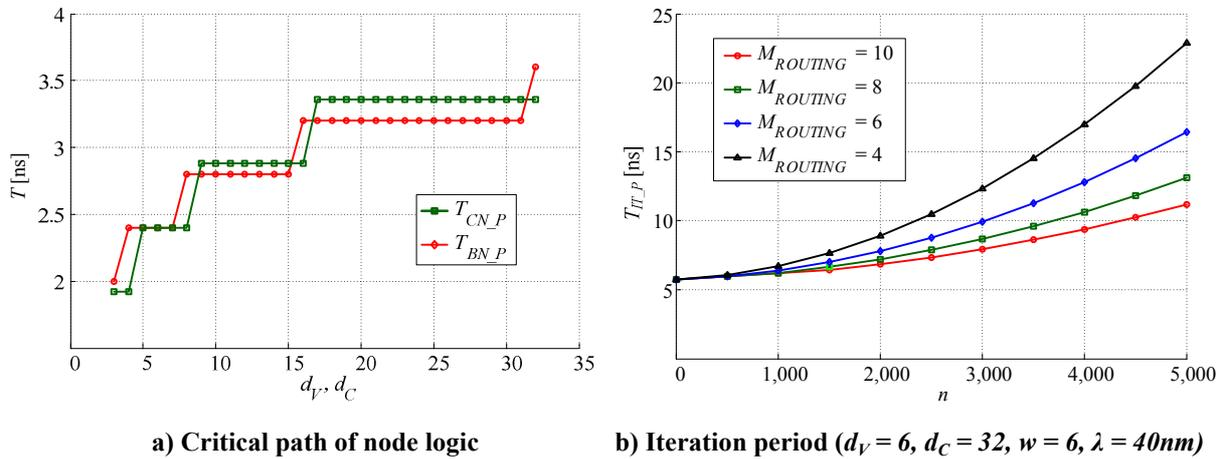 4
3.5
3
2.5
2
T [ns]
T_CN_P
T_BN_P
0 5 10 15 20 25 30 35
d_V, d_C
a) Critical path of node logic
25
20
15
10
5
T_IT_P [ns]
M_ROUTING = 10
M_ROUTING = 8
M_ROUTING = 6
M_ROUTING = 4
0 1,000 2,000 3,000 4,000 5,000
n
b) Iteration period (d_V = 6, d_C = 32, w = 6, λ = 40nm)